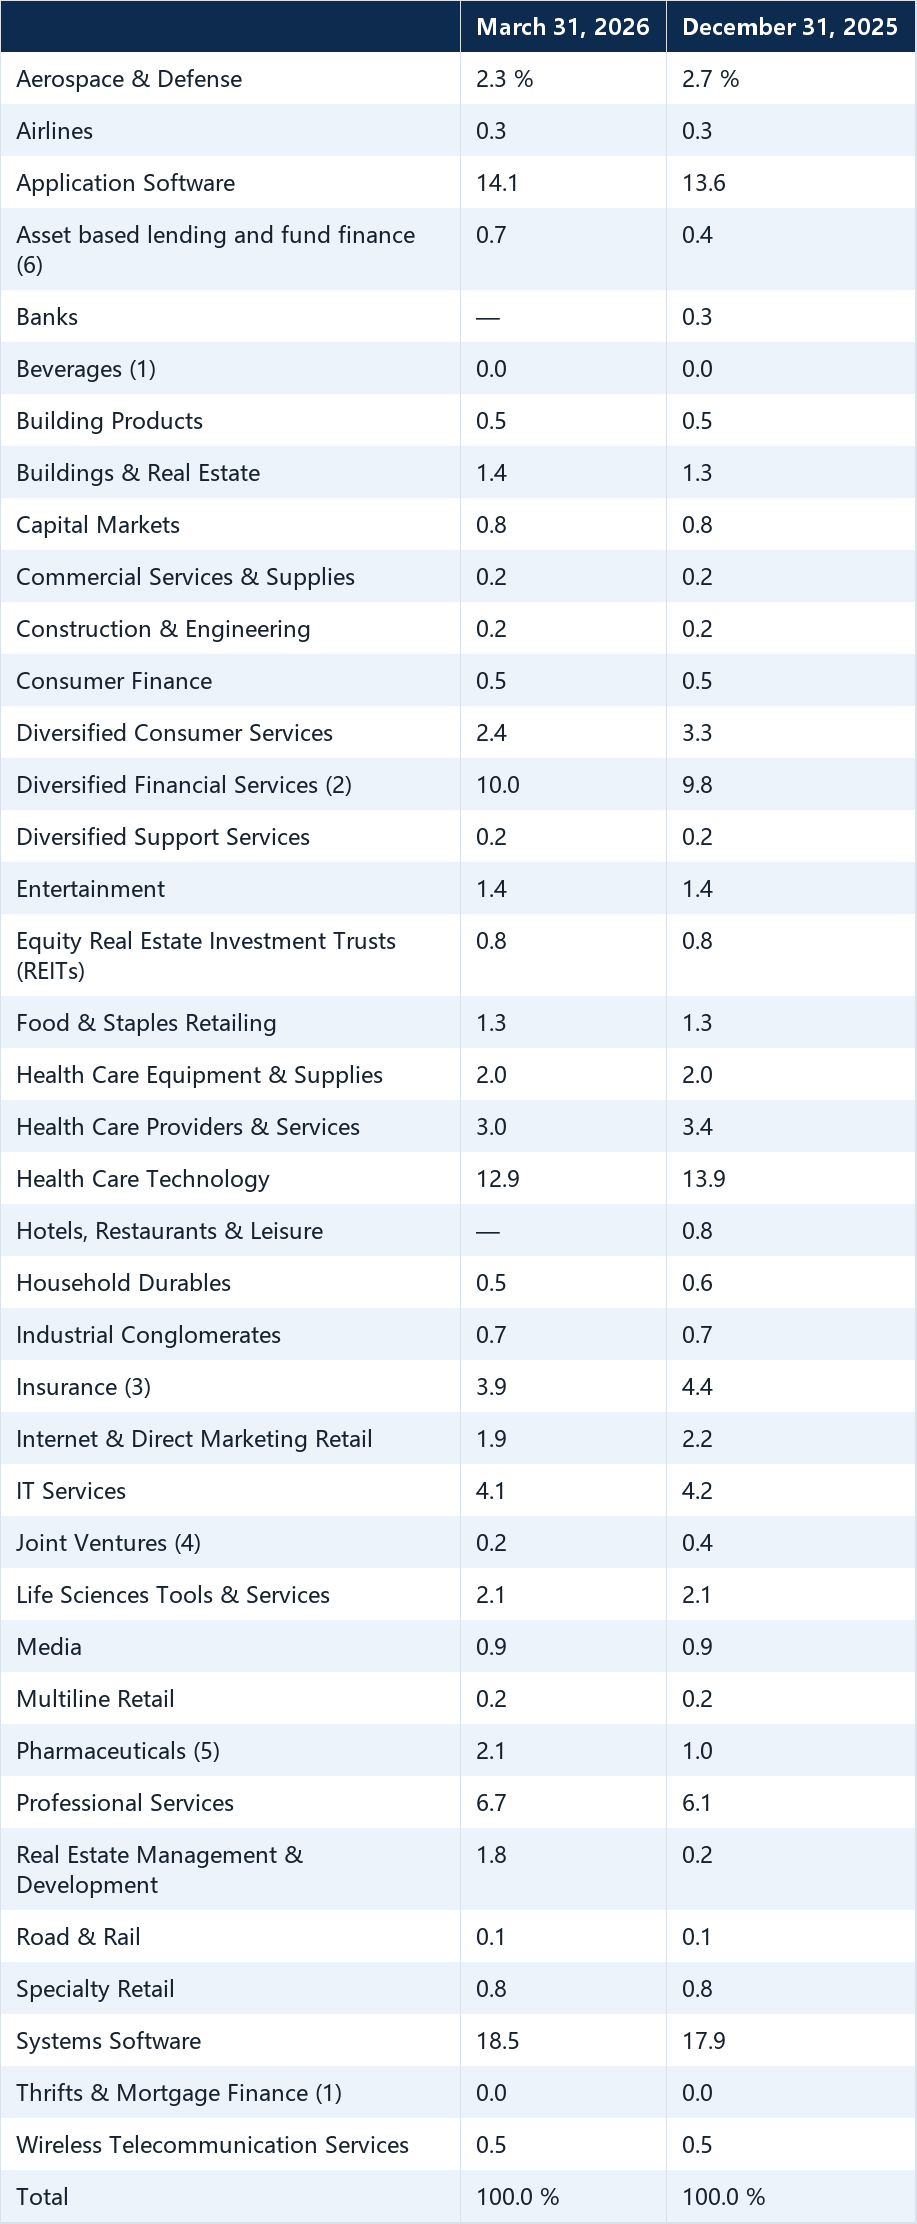 March 31, 2026 December 31, 2025
Aerospace & Defense 2.3 % 2.7 %
Airlines 0.3 0.3
Application Software 14.1 13.6
Asset based lending and fund finance 0.7 0.4
(6)
Banks — 0.3
Beverages (1) 0.0 0.0
Building Products 0.5 0.5
Buildings & Real Estate 1.4 1.3
Capital Markets 0.8 0.8
Commercial Services & Supplies 0.2 0.2
Construction & Engineering 0.2 0.2
Consumer Finance 0.5 0.5
Diversified Consumer Services 2.4 3.3
Diversified Financial Services (2) 10.0 9.8
Diversified Support Services 0.2 0.2
Entertainment 1.4 1.4
Equity Real Estate Investment Trusts 0.8 0.8
(REITs)
Food & Staples Retailing 1.3 1.3
Health Care Equipment & Supplies 2.0 2.0
Health Care Providers & Services 3.0 3.4
Health Care Technology 12.9 13.9
Hotels, Restaurants & Leisure — 0.8
Household Durables 0.5 0.6
Industrial Conglomerates 0.7 0.7
Insurance (3) 3.9 4.4
Internet & Direct Marketing Retail 1.9 2.2
IT Services 4.1 4.2
Joint Ventures (4) 0.2 0.4
Life Sciences Tools & Services 2.1 2.1
Media 0.9 0.9
Multiline Retail 0.2 0.2
Pharmaceuticals (5) 2.1 1.0
Professional Services 6.7 6.1
Real Estate Management & 1.8 0.2
Development
Road & Rail 0.1 0.1
Specialty Retail 0.8 0.8
Systems Software 18.5 17.9
Thrifts & Mortgage Finance (1) 0.0 0.0
Wireless Telecommunication Services 0.5 0.5
Total 100.0 % 100.0 %